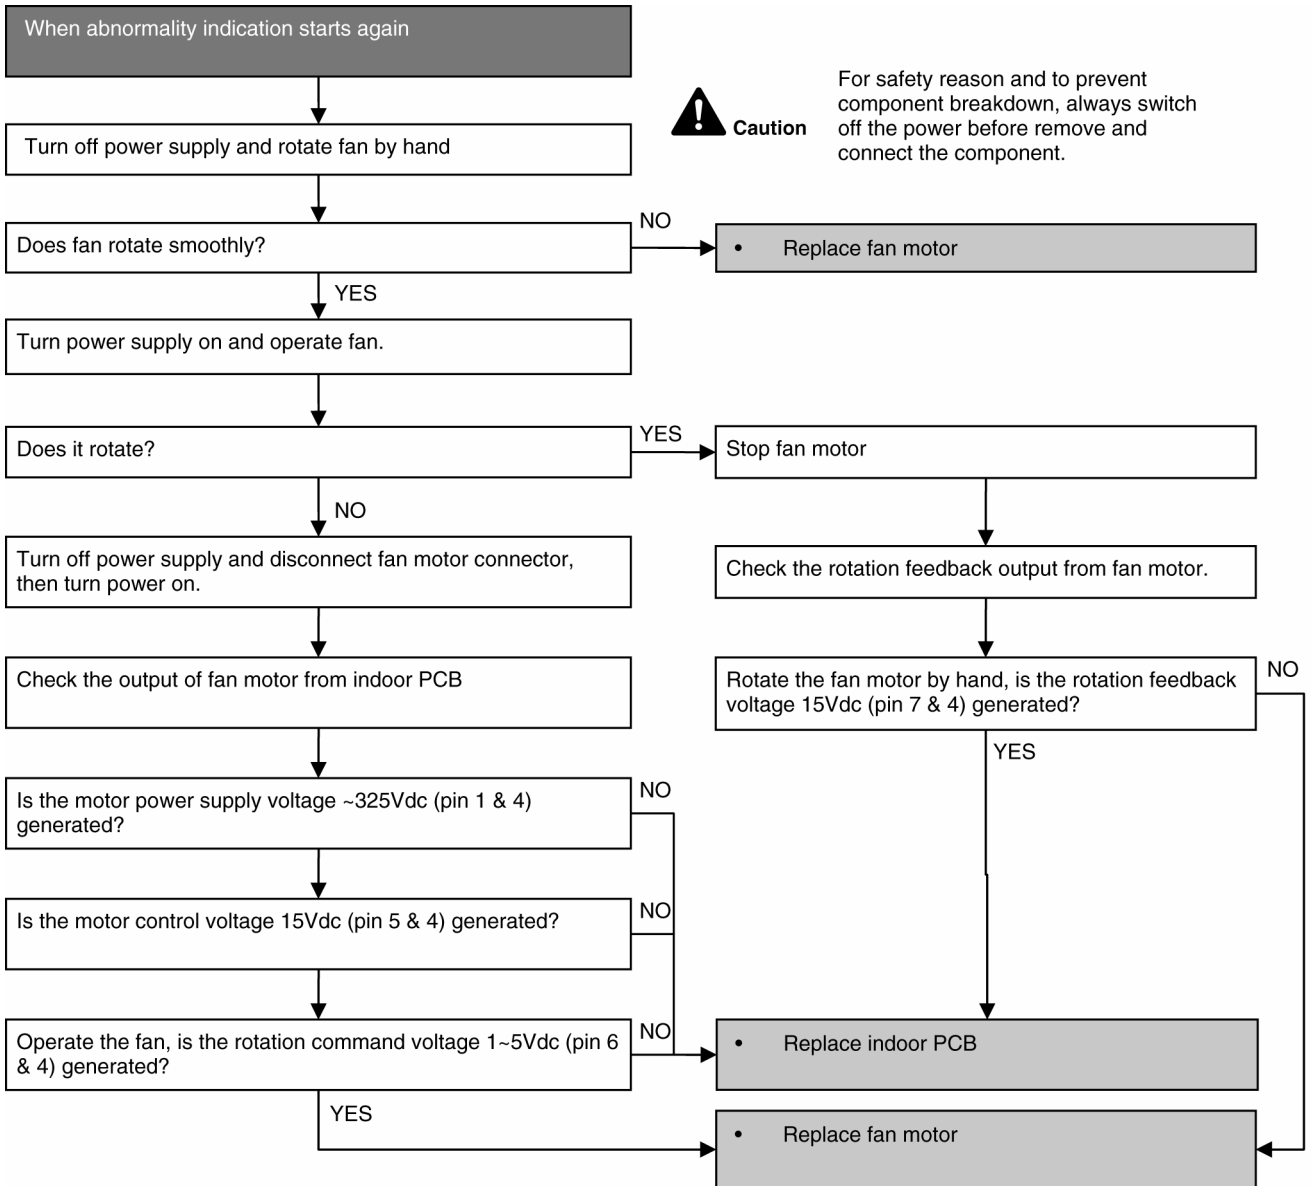 When abnormality indication starts again
Caution
For safety reason and to prevent
component breakdown, always switch
off the power before remove and
connect the component.
Turn off power supply and rotate fan by hand
Does fan rotate smoothly?
NO
• Replace fan motor
YES
Turn power supply on and operate fan.
Does it rotate?
YES
Stop fan motor
NO
Turn off power supply and disconnect fan motor connector,
then turn power on.
Check the rotation feedback output from fan motor.
Check the output of fan motor from indoor PCB
Rotate the fan motor by hand, is the rotation feedback
voltage 15Vdc (pin 7 & 4) generated?
NO
YES
Is the motor power supply voltage ~325Vdc (pin 1 & 4)
generated?
NO
Is the motor control voltage 15Vdc (pin 5 & 4) generated?
NO
Operate the fan, is the rotation command voltage 1~5Vdc (pin 6
& 4) generated?
NO
• Replace indoor PCB
YES
• Replace fan motor